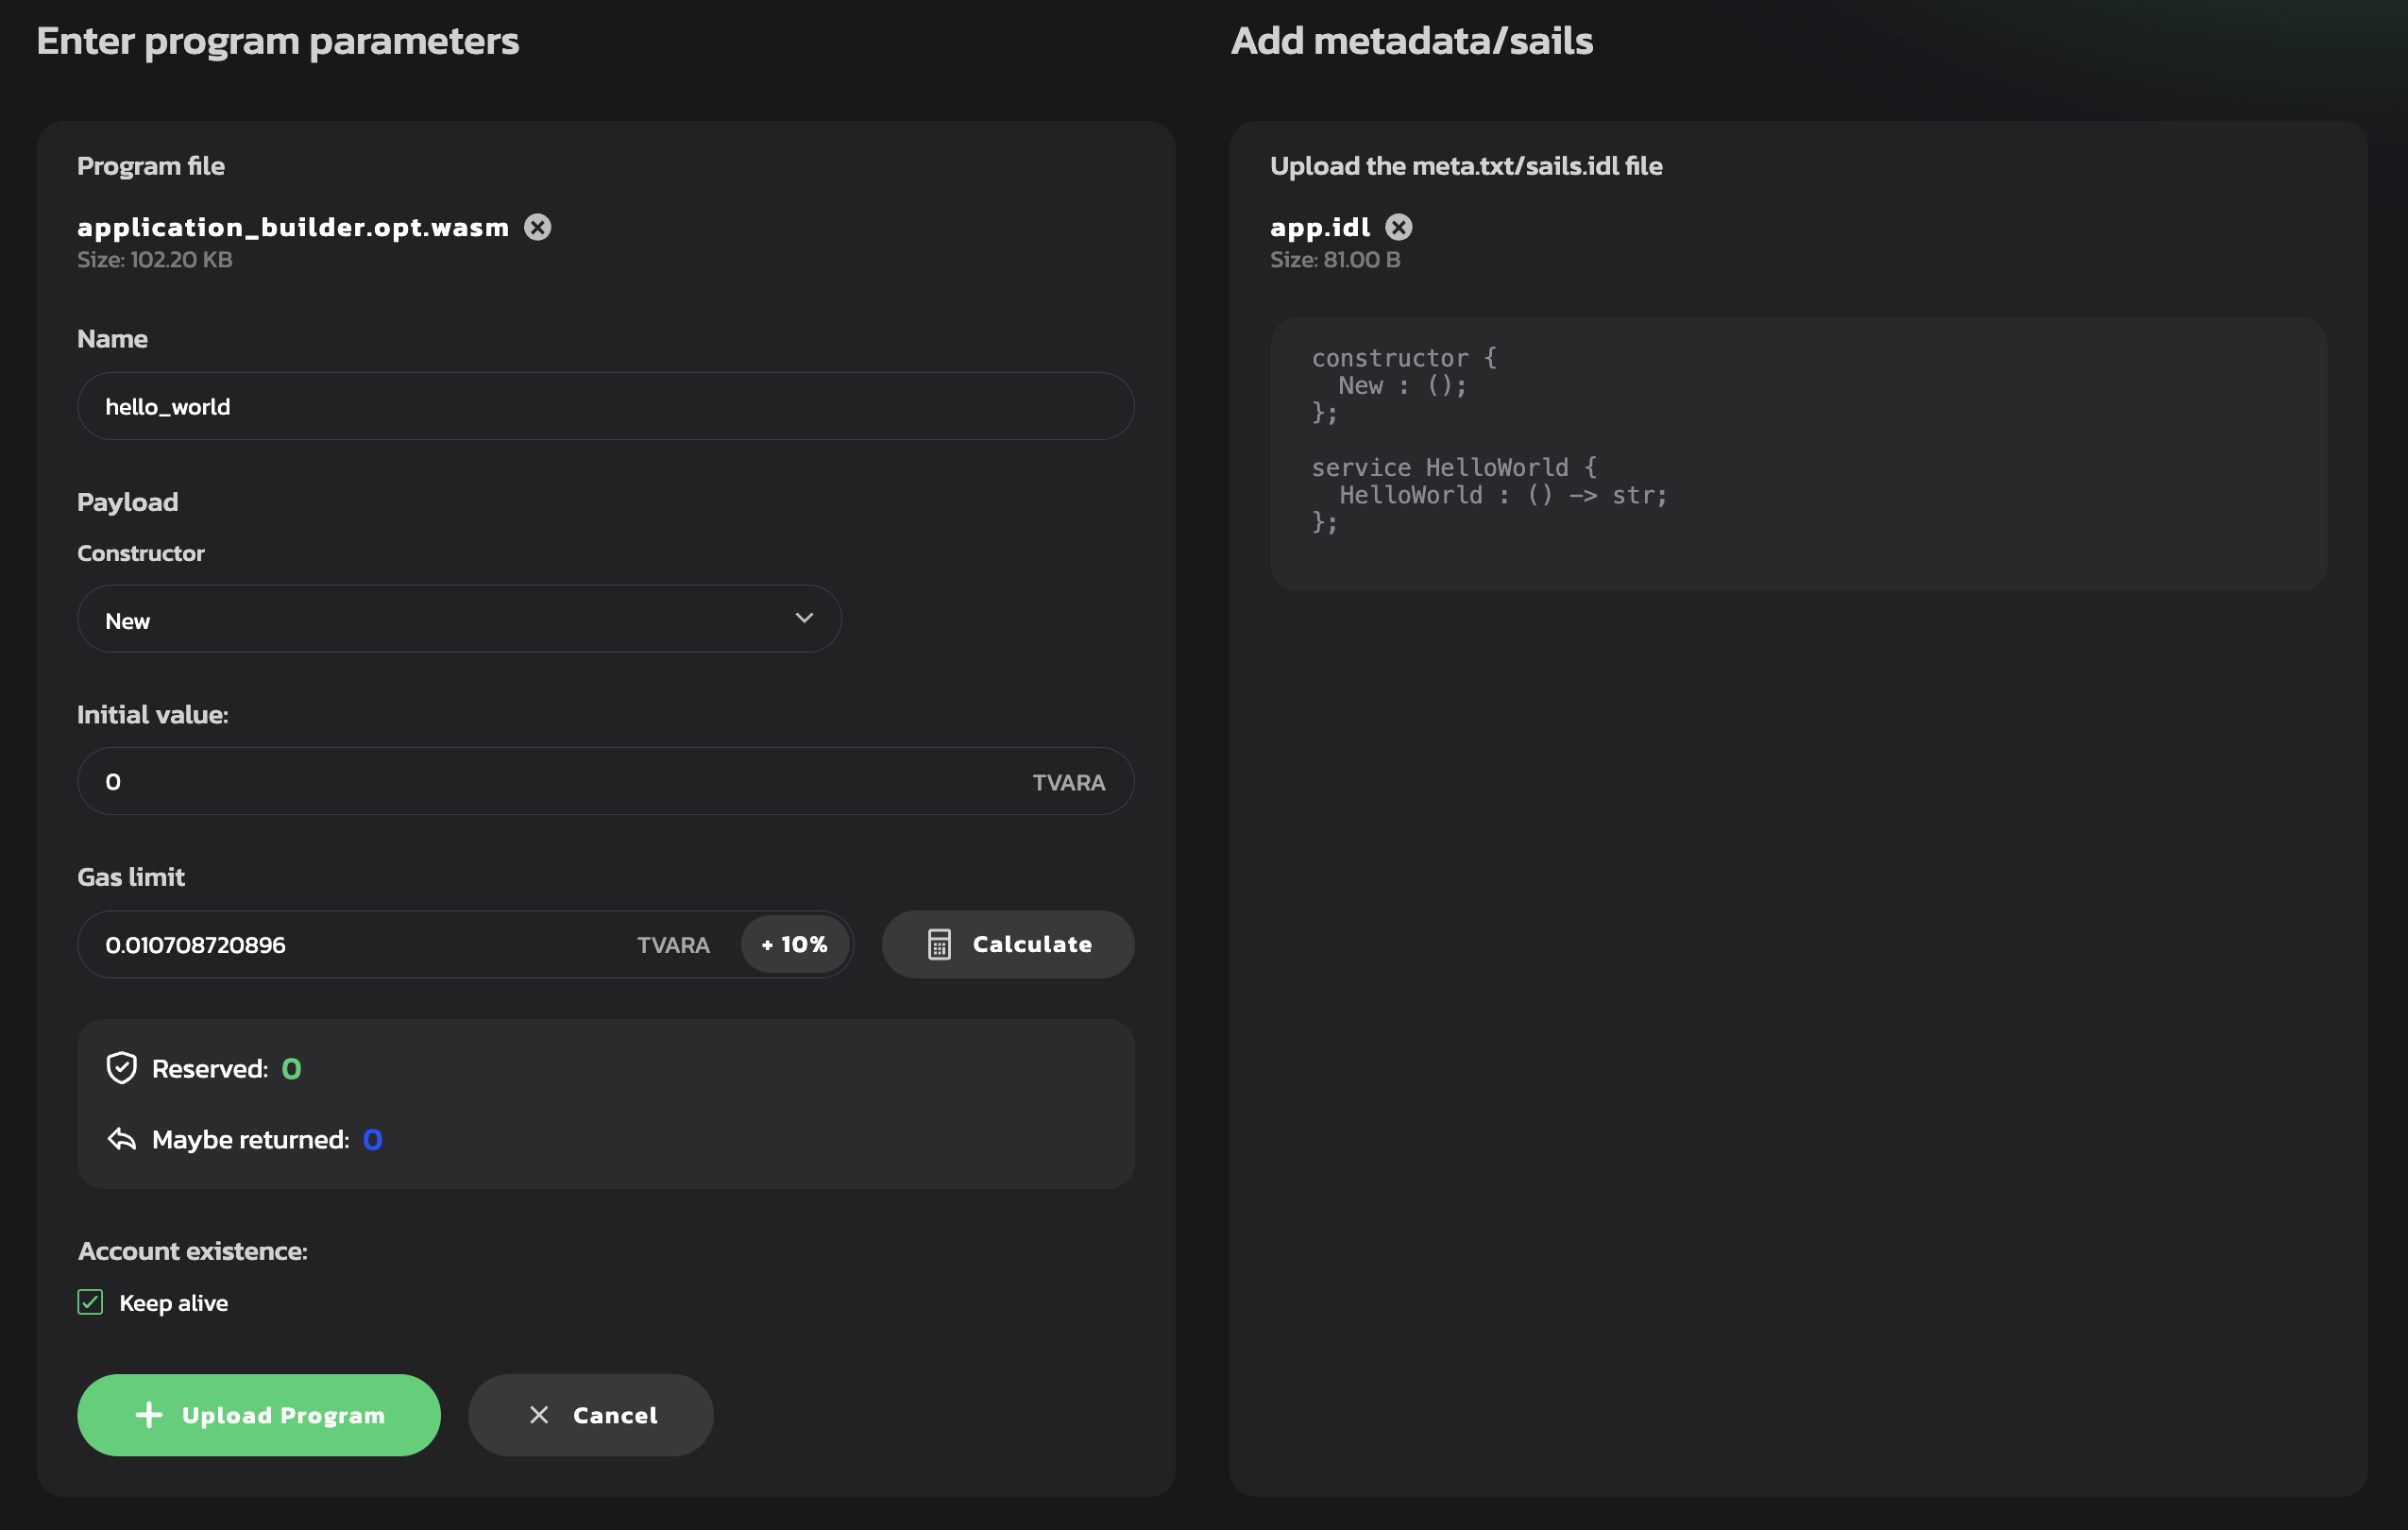 Enter program parameters
Program file
application_builder.opt.wasm
Size: 102.20 KB
Name
hello_world
Payload
Constructor
New
Initial value:
0 TVARA
Gas limit
0.010708720896 TVARA + 10% Calculate
Reserved: 0
Maybe returned: 0
Account existence:
Keep alive
Upload Program Cancel
Add metadata/sails
Upload the meta.txt/sails.idl file
app.idl
Size: 81.00 B
constructor {
  New : ();
};
service HelloWorld {
  HelloWorld : () -> str;
};